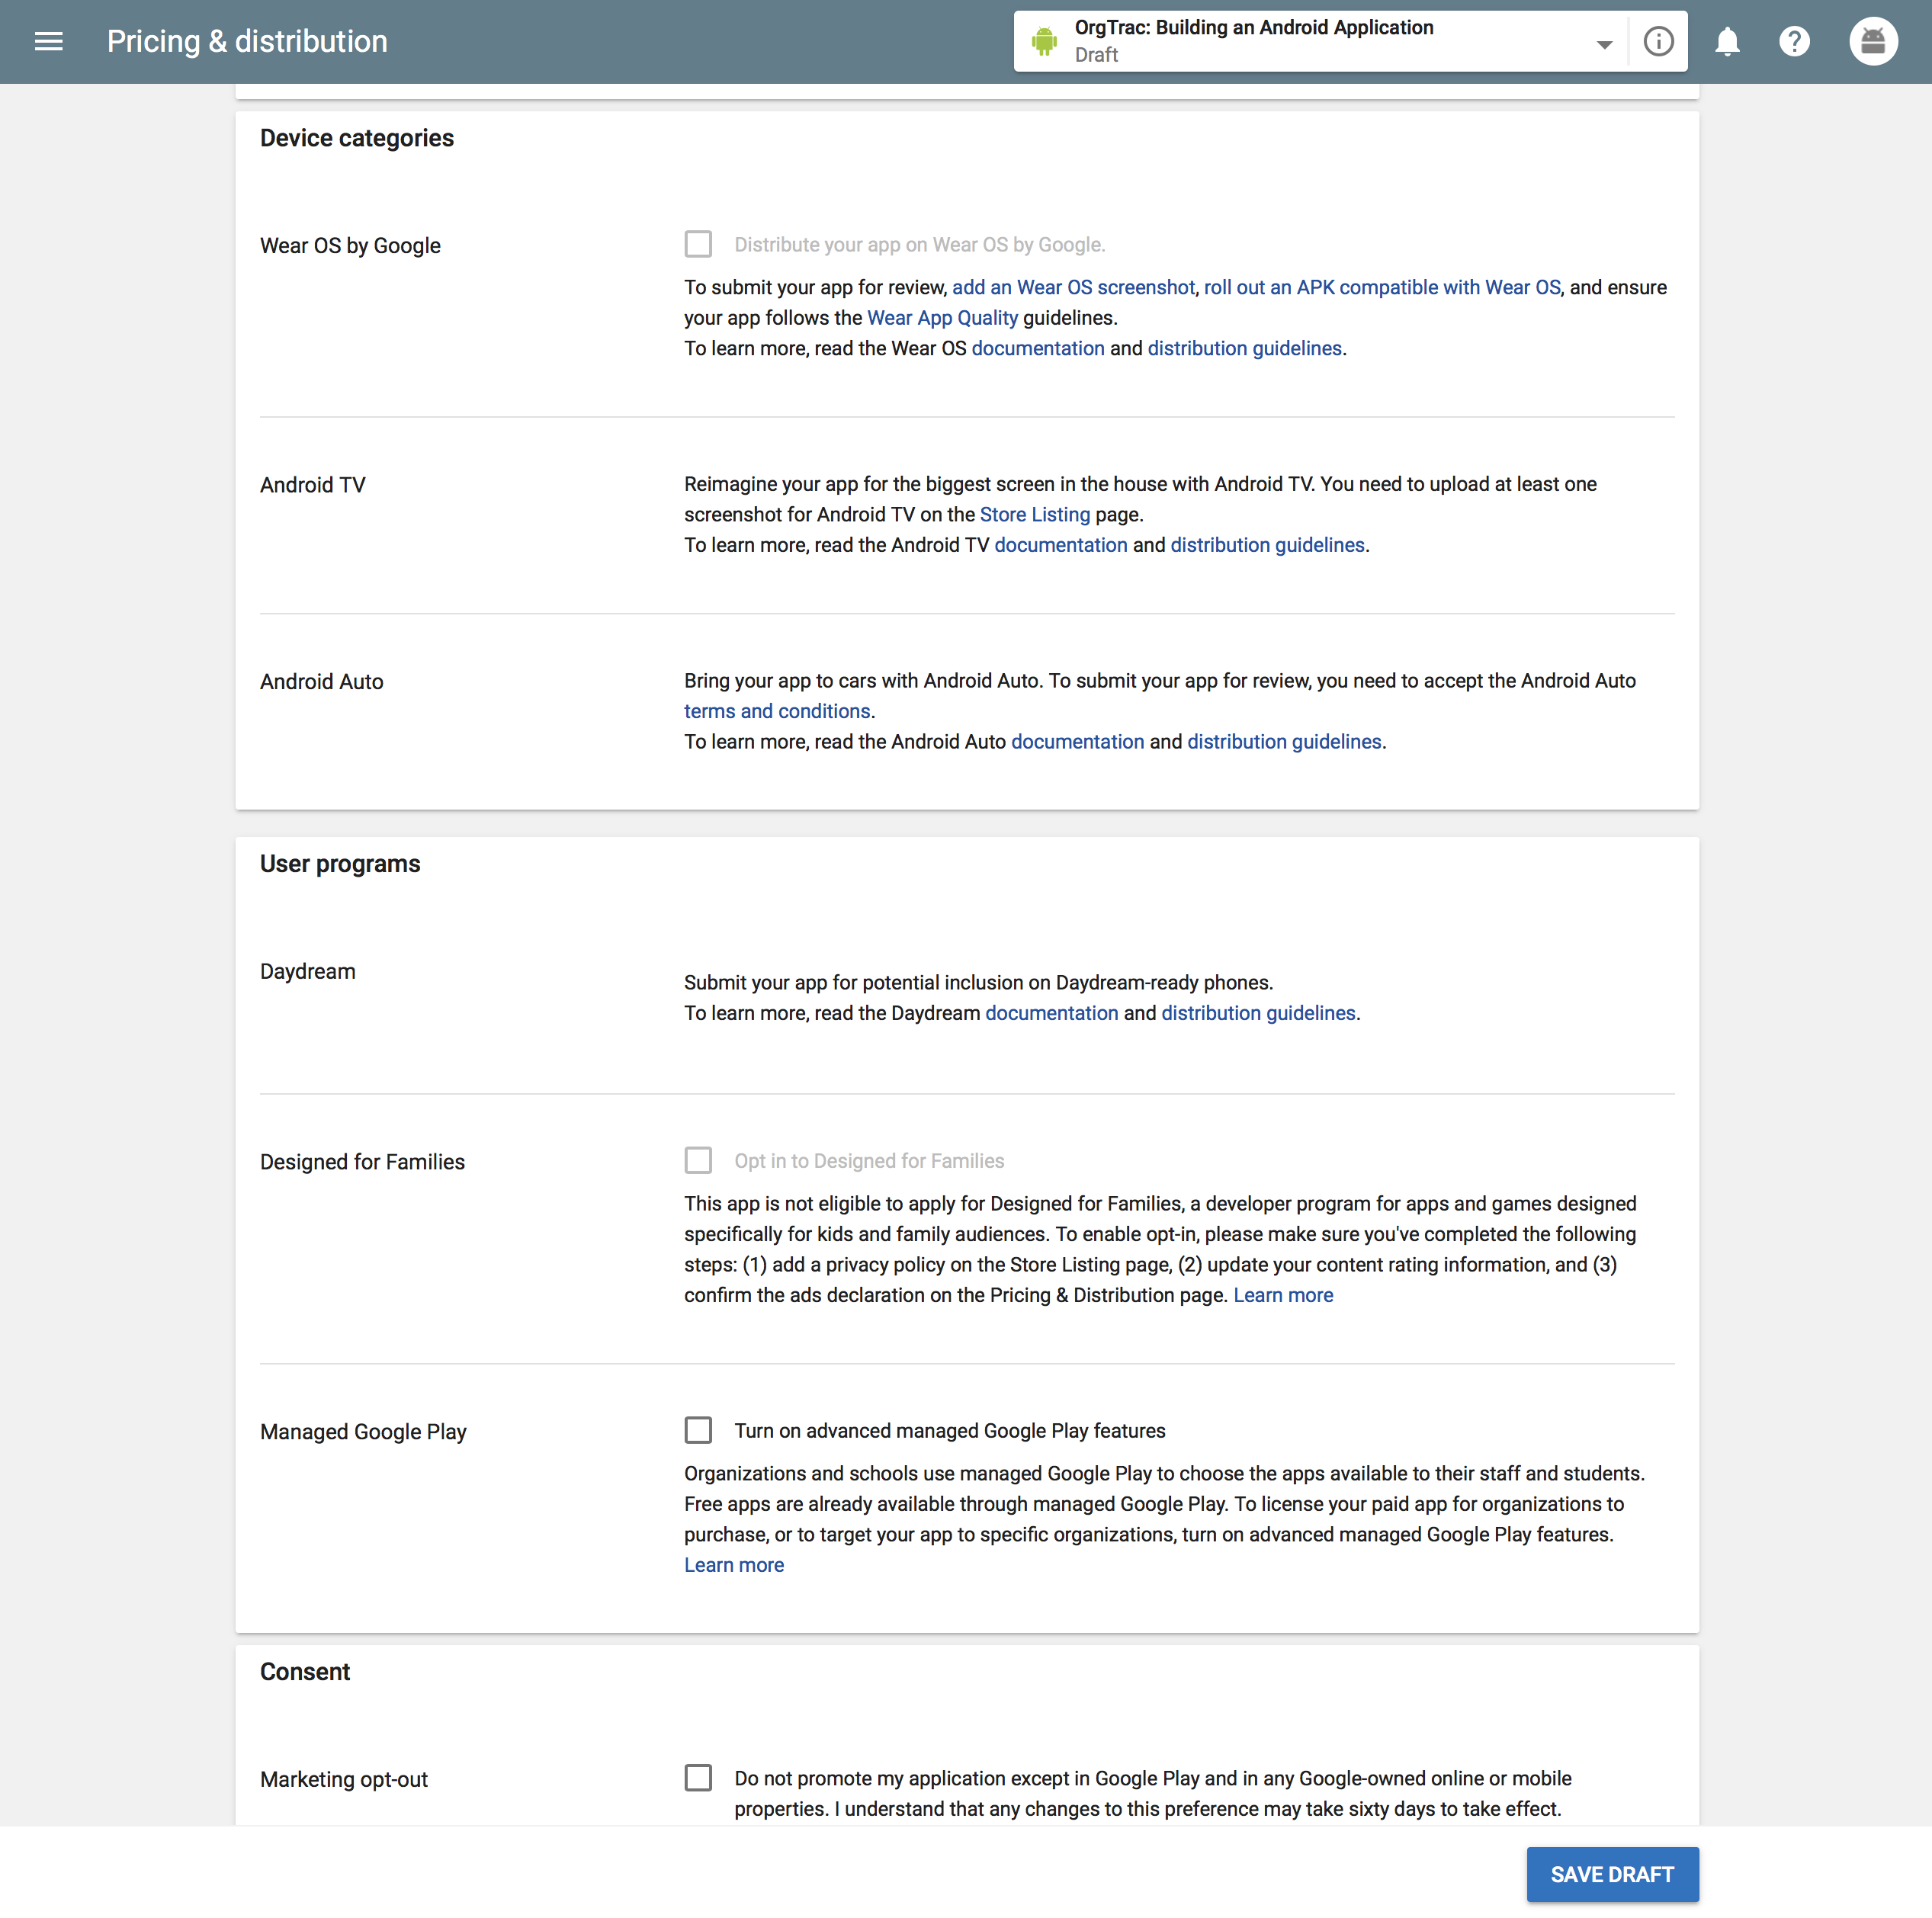 Pricing & distribution
OrgTrac: Building an Android Application
Draft
Device categories
Wear OS by Google
Distribute your app on Wear OS by Google.
To submit your app for review, add an Wear OS screenshot, roll out an APK compatible with Wear OS, and ensure
your app follows the Wear App Quality guidelines.
To learn more, read the Wear OS documentation and distribution guidelines.
Android TV
Reimagine your app for the biggest screen in the house with Android TV. You need to upload at least one
screenshot for Android TV on the Store Listing page.
To learn more, read the Android TV documentation and distribution guidelines.
Android Auto
Bring your app to cars with Android Auto. To submit your app for review, you need to accept the Android Auto
terms and conditions.
To learn more, read the Android Auto documentation and distribution guidelines.
User programs
Daydream
Submit your app for potential inclusion on Daydream-ready phones.
To learn more, read the Daydream documentation and distribution guidelines.
Designed for Families
Opt in to Designed for Families
This app is not eligible to apply for Designed for Families, a developer program for apps and games designed
specifically for kids and family audiences. To enable opt-in, please make sure you've completed the following
steps: (1) add a privacy policy on the Store Listing page, (2) update your content rating information, and (3)
confirm the ads declaration on the Pricing & Distribution page. Learn more
Managed Google Play
Turn on advanced managed Google Play features
Organizations and schools use managed Google Play to choose the apps available to their staff and students.
Free apps are already available through managed Google Play. To license your paid app for organizations to
purchase, or to target your app to specific organizations, turn on advanced managed Google Play features.
Learn more
Consent
Marketing opt-out
Do not promote my application except in Google Play and in any Google-owned online or mobile
properties. I understand that any changes to this preference may take sixty days to take effect.
SAVE DRAFT